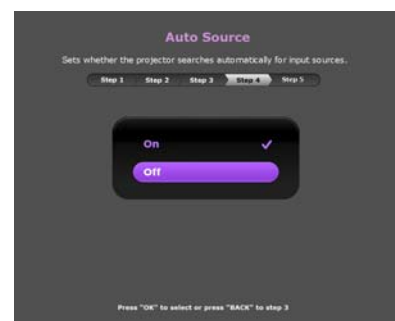 Auto Source
Sets whether the projector searches automatically for input sources.
Step 1 Step 2 Step 3 Step 4 Step 5
On
Off
Press "OK" to select or press "BACK" to step 3